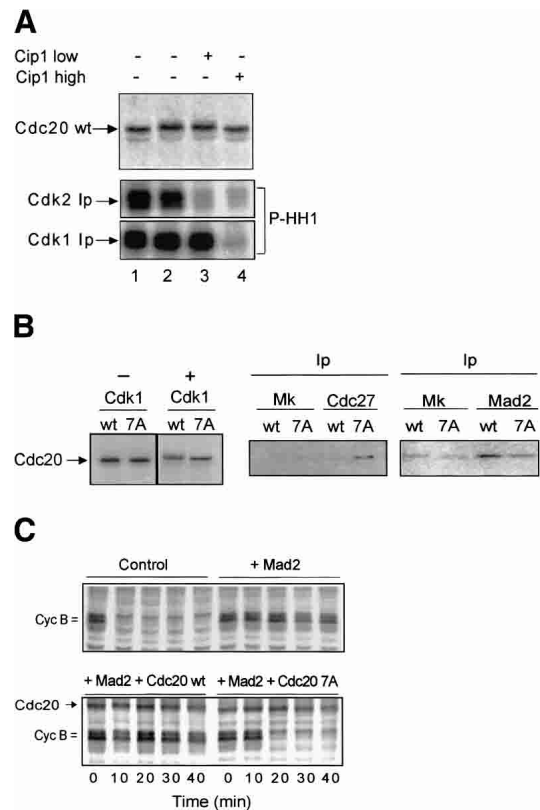 A
Cip1 low - - + 
Cip1 high - - +
Cdc20 wt
Cdk2 Ip
P-HH1
Cdk1 Ip
1 2 3 4
B
– +
Cdk1 Cdk1
wt 7A wt 7A
Ip Ip
Mk Cdc27 Mk Mad2
wt 7A wt 7A wt 7A wt 7A
Cdc20
C
Control + Mad2
Cyc B =
+ Mad2 + Cdc20 wt + Mad2 + Cdc20 7A
Cdc20
Cyc B =
0 10 20 30 40 0 10 20 30 40
Time (min)